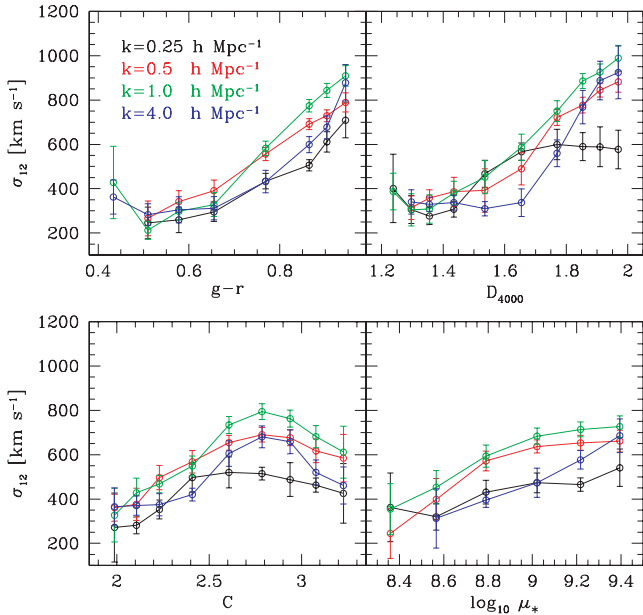 1200
1000
800
600
400
200
σ12 [km s−1]
k=0.25 h Mpc−1
k=0.5 h Mpc−1
k=1.0 h Mpc−1
k=4.0 h Mpc−1
0.4 0.6 0.8 1
g−r
1.2 1.4 1.6 1.8 2
D4000
1200
1000
800
600
400
200
σ12 [km s−1]
2 2.5 3
C
8.4 8.6 8.8 9 9.2 9.4
log10 μ*